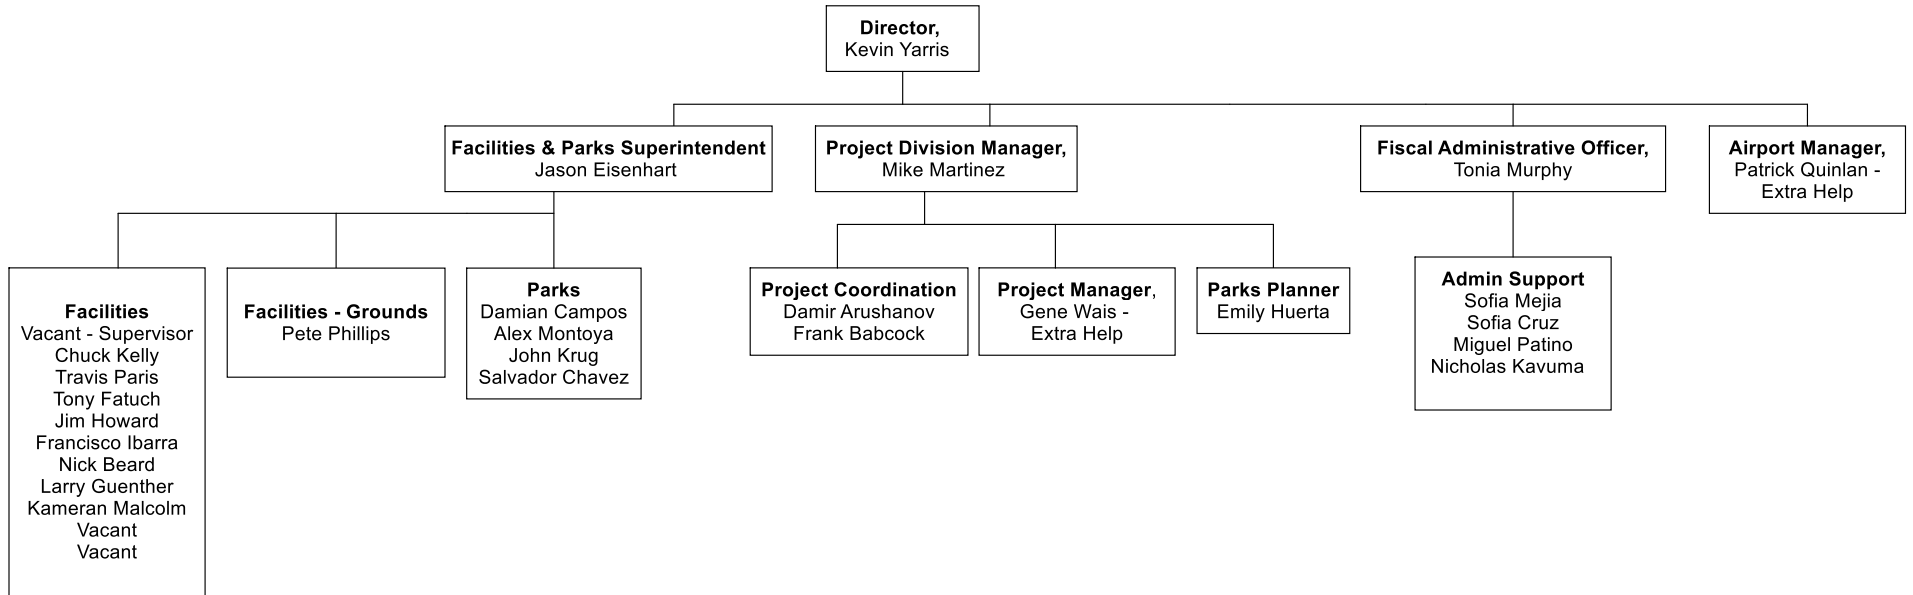 Director,
Kevin Yarris
Facilities & Parks Superintendent
Jason Eisenhart
Project Division Manager,
Mike Martinez
Fiscal Administrative Officer,
Tonia Murphy
Airport Manager,
Patrick Quinlan -
Extra Help
Facilities
Vacant - Supervisor
Chuck Kelly
Travis Paris
Tony Fatuch
Jim Howard
Francisco Ibarra
Nick Beard
Larry Guenther
Kameran Malcolm
Vacant
Vacant
Facilities - Grounds
Pete Phillips
Parks
Damian Campos
Alex Montoya
John Krug
Salvador Chavez
Project Coordination
Damir Arushanov
Frank Babcock
Project Manager,
Gene Wais -
Extra Help
Parks Planner
Emily Huerta
Admin Support
Sofia Mejia
Sofia Cruz
Miguel Patino
Nicholas Kavuma